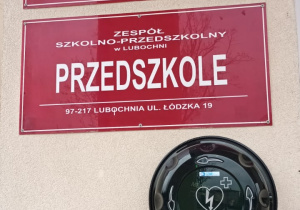 ZESPÓŁ
SZKOLNO-PRZEDSZKOLNY
w LUBOCHNI
PRZEDSZKOLE
97-217 LUBOCHNIA UL. ŁÓDZKA 19